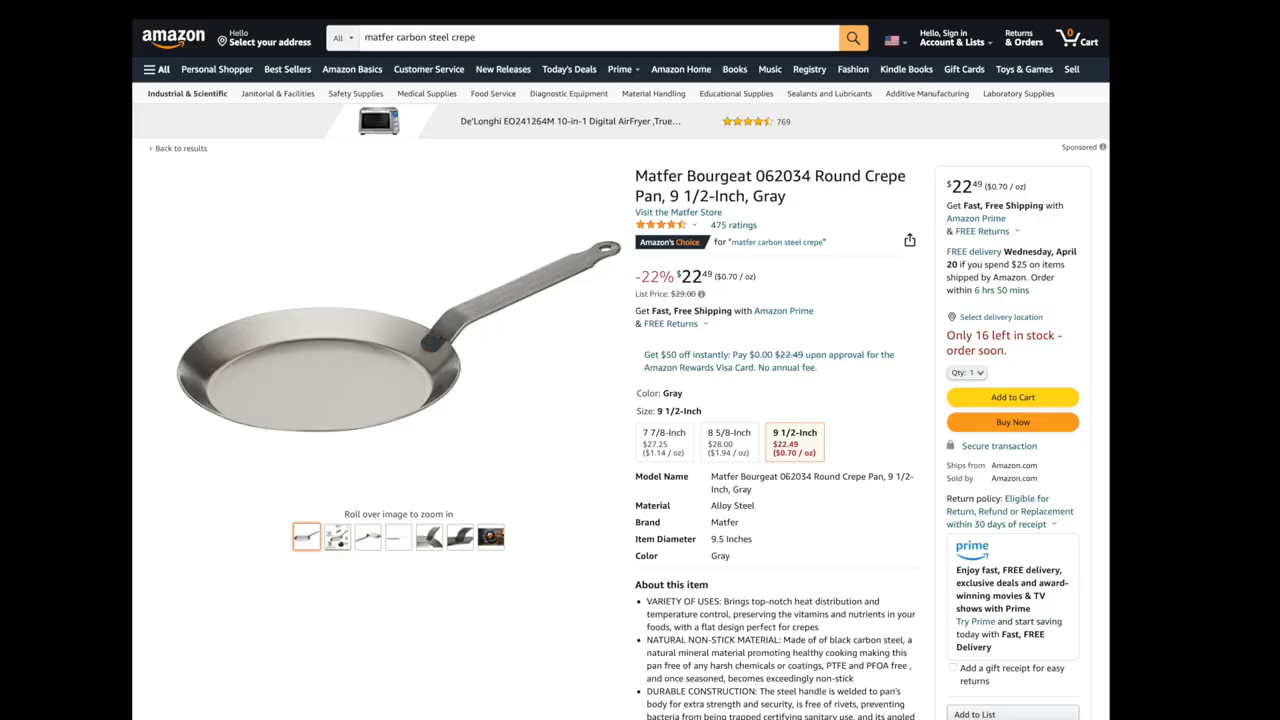 amazon
Hello
Select your address
All
matfer carbon steel crepe
Hello, Sign in
Account & Lists
Returns
& Orders
0
Cart
All
Personal Shopper
Best Sellers
Amazon Basics
Customer Service
New Releases
Today's Deals
Prime
Amazon Home
Books
Music
Registry
Fashion
Kindle Books
Gift Cards
Toys & Games
Sell
Industrial & Scientific
Janitorial & Facilities
Safety Supplies
Medical Supplies
Food Service
Diagnostic Equipment
Material Handling
Educational Supplies
Sealants and Lubricants
Additive Manufacturing
Laboratory Supplies
De'Longhi EO241264M 10-in-1 Digital AirFryer ,True...
769
‹ Back to results
Sponsored
Matfer Bourgeat 062034 Round Crepe
Pan, 9 1/2-Inch, Gray
Visit the Matfer Store
475 ratings
Amazon's Choice for "matfer carbon steel crepe"
-22% $22 49 ($0.70 / oz)
List Price: $29.00
Get Fast, Free Shipping with Amazon Prime
& FREE Returns
Get $50 off instantly: Pay $0.00 $22.49 upon approval for the
Amazon Rewards Visa Card. No annual fee.
Color: Gray
Size: 9 1/2-Inch
7 7/8-Inch
$27.25
($1.14 / oz)
8 5/8-Inch
$28.00
($1.94 / oz)
9 1/2-Inch
$22.49
($0.70 / oz)
Model Name Matfer Bourgeat 062034 Round Crepe Pan, 9 1/2-
Inch, Gray
Material Alloy Steel
Brand Matfer
Item Diameter 9.5 Inches
Color Gray
About this item
• VARIETY OF USES: Brings top-notch heat distribution and
temperature control, preserving the vitamins and nutrients in your
foods, with a flat design perfect for crepes
• NATURAL NON-STICK MATERIAL: Made of of black carbon steel, a
natural mineral material promoting healthy cooking making this
pan free of any harsh chemicals or coatings, PTFE and PFOA free ,
and once seasoned, becomes exceedingly non-stick
• DURABLE CONSTRUCTION: The steel handle is welded to pan's
body for extra strength and security, is free of rivets, preventing
bacteria from being trapped certifying sanitary use, and its angled
Roll over image to zoom in
$22 49 ($0.70 / oz)
Get Fast, Free Shipping with
Amazon Prime
& FREE Returns
FREE delivery Wednesday, April
20 if you spend $25 on items
shipped by Amazon. Order
within 6 hrs 50 mins
Select delivery location
Only 16 left in stock -
order soon.
Qty: 1
Add to Cart
Buy Now
Secure transaction
Ships from Amazon.com
Sold by Amazon.com
Return policy: Eligible for
Return, Refund or Replacement
within 30 days of receipt
prime
Enjoy fast, FREE delivery,
exclusive deals and award-
winning movies & TV
shows with Prime
Try Prime and start saving
today with Fast, FREE
Delivery
Add a gift receipt for easy
returns
Add to List